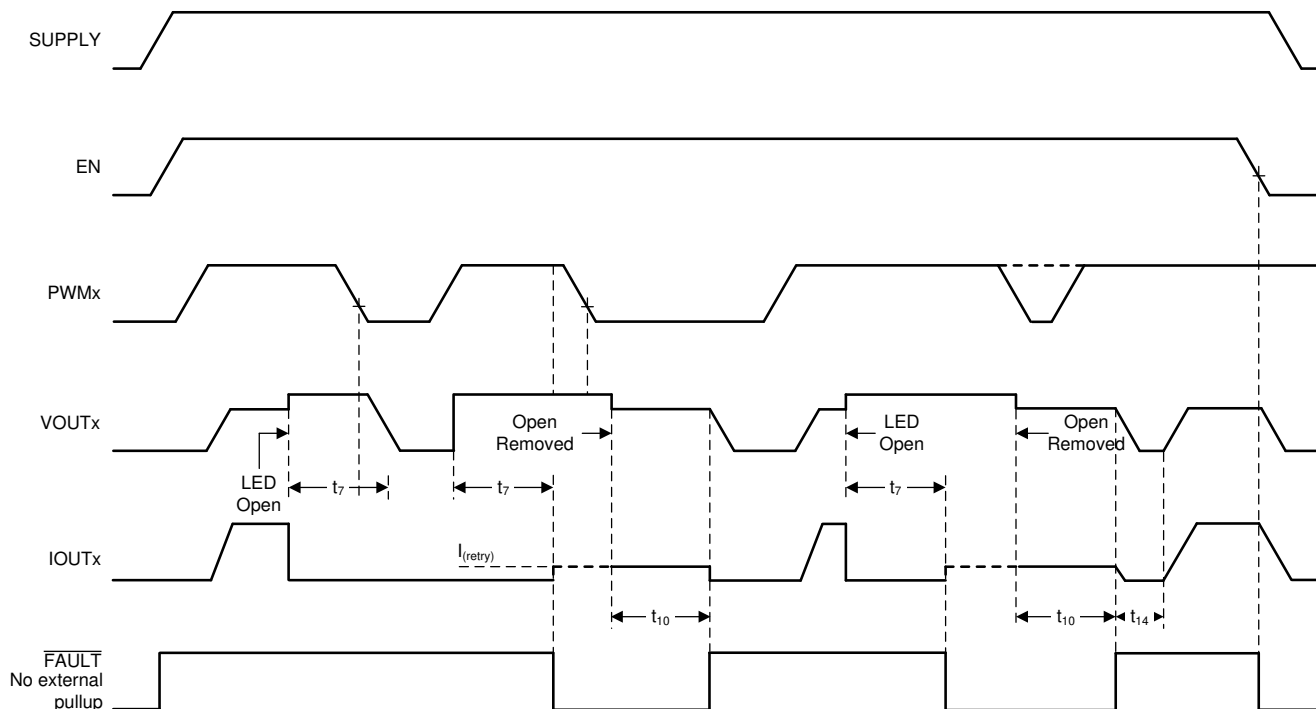 SUPPLY
EN
PWMx
VOUTx
LED
Open
t7
t7
Open
Removed
LED
Open
t7
Open
Removed
IOUTx
I(retry)
t10
t10
t14
FAULT
No external
pullup